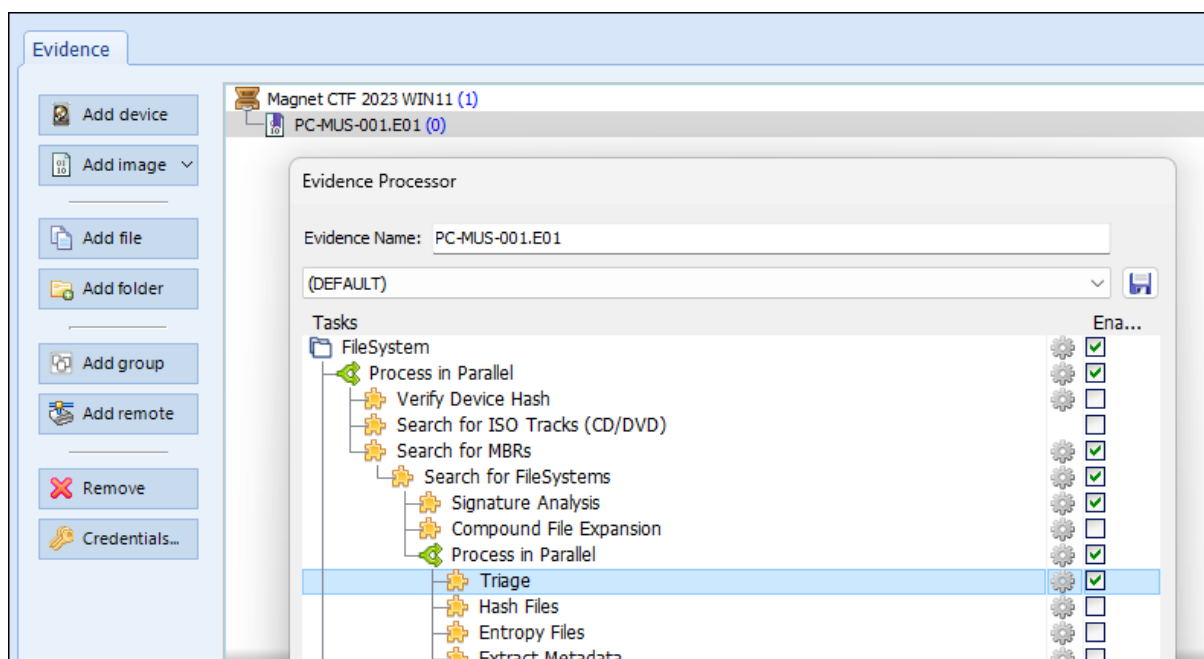 Evidence
Add device
Add image
Add file
Add folder
Add group
Add remote
Remove
Credentials...
Magnet CTF 2023 WIN11 (1)
PC-MUS-001.E01 (0)
Evidence Processor
Evidence Name: PC-MUS-001.E01
(DEFAULT)
Tasks Ena...
FileSystem
Process in Parallel
Verify Device Hash
Search for ISO Tracks (CD/DVD)
Search for MBRs
Search for FileSystems
Signature Analysis
Compound File Expansion
Process in Parallel
Triage
Hash Files
Entropy Files
Extract Metadata